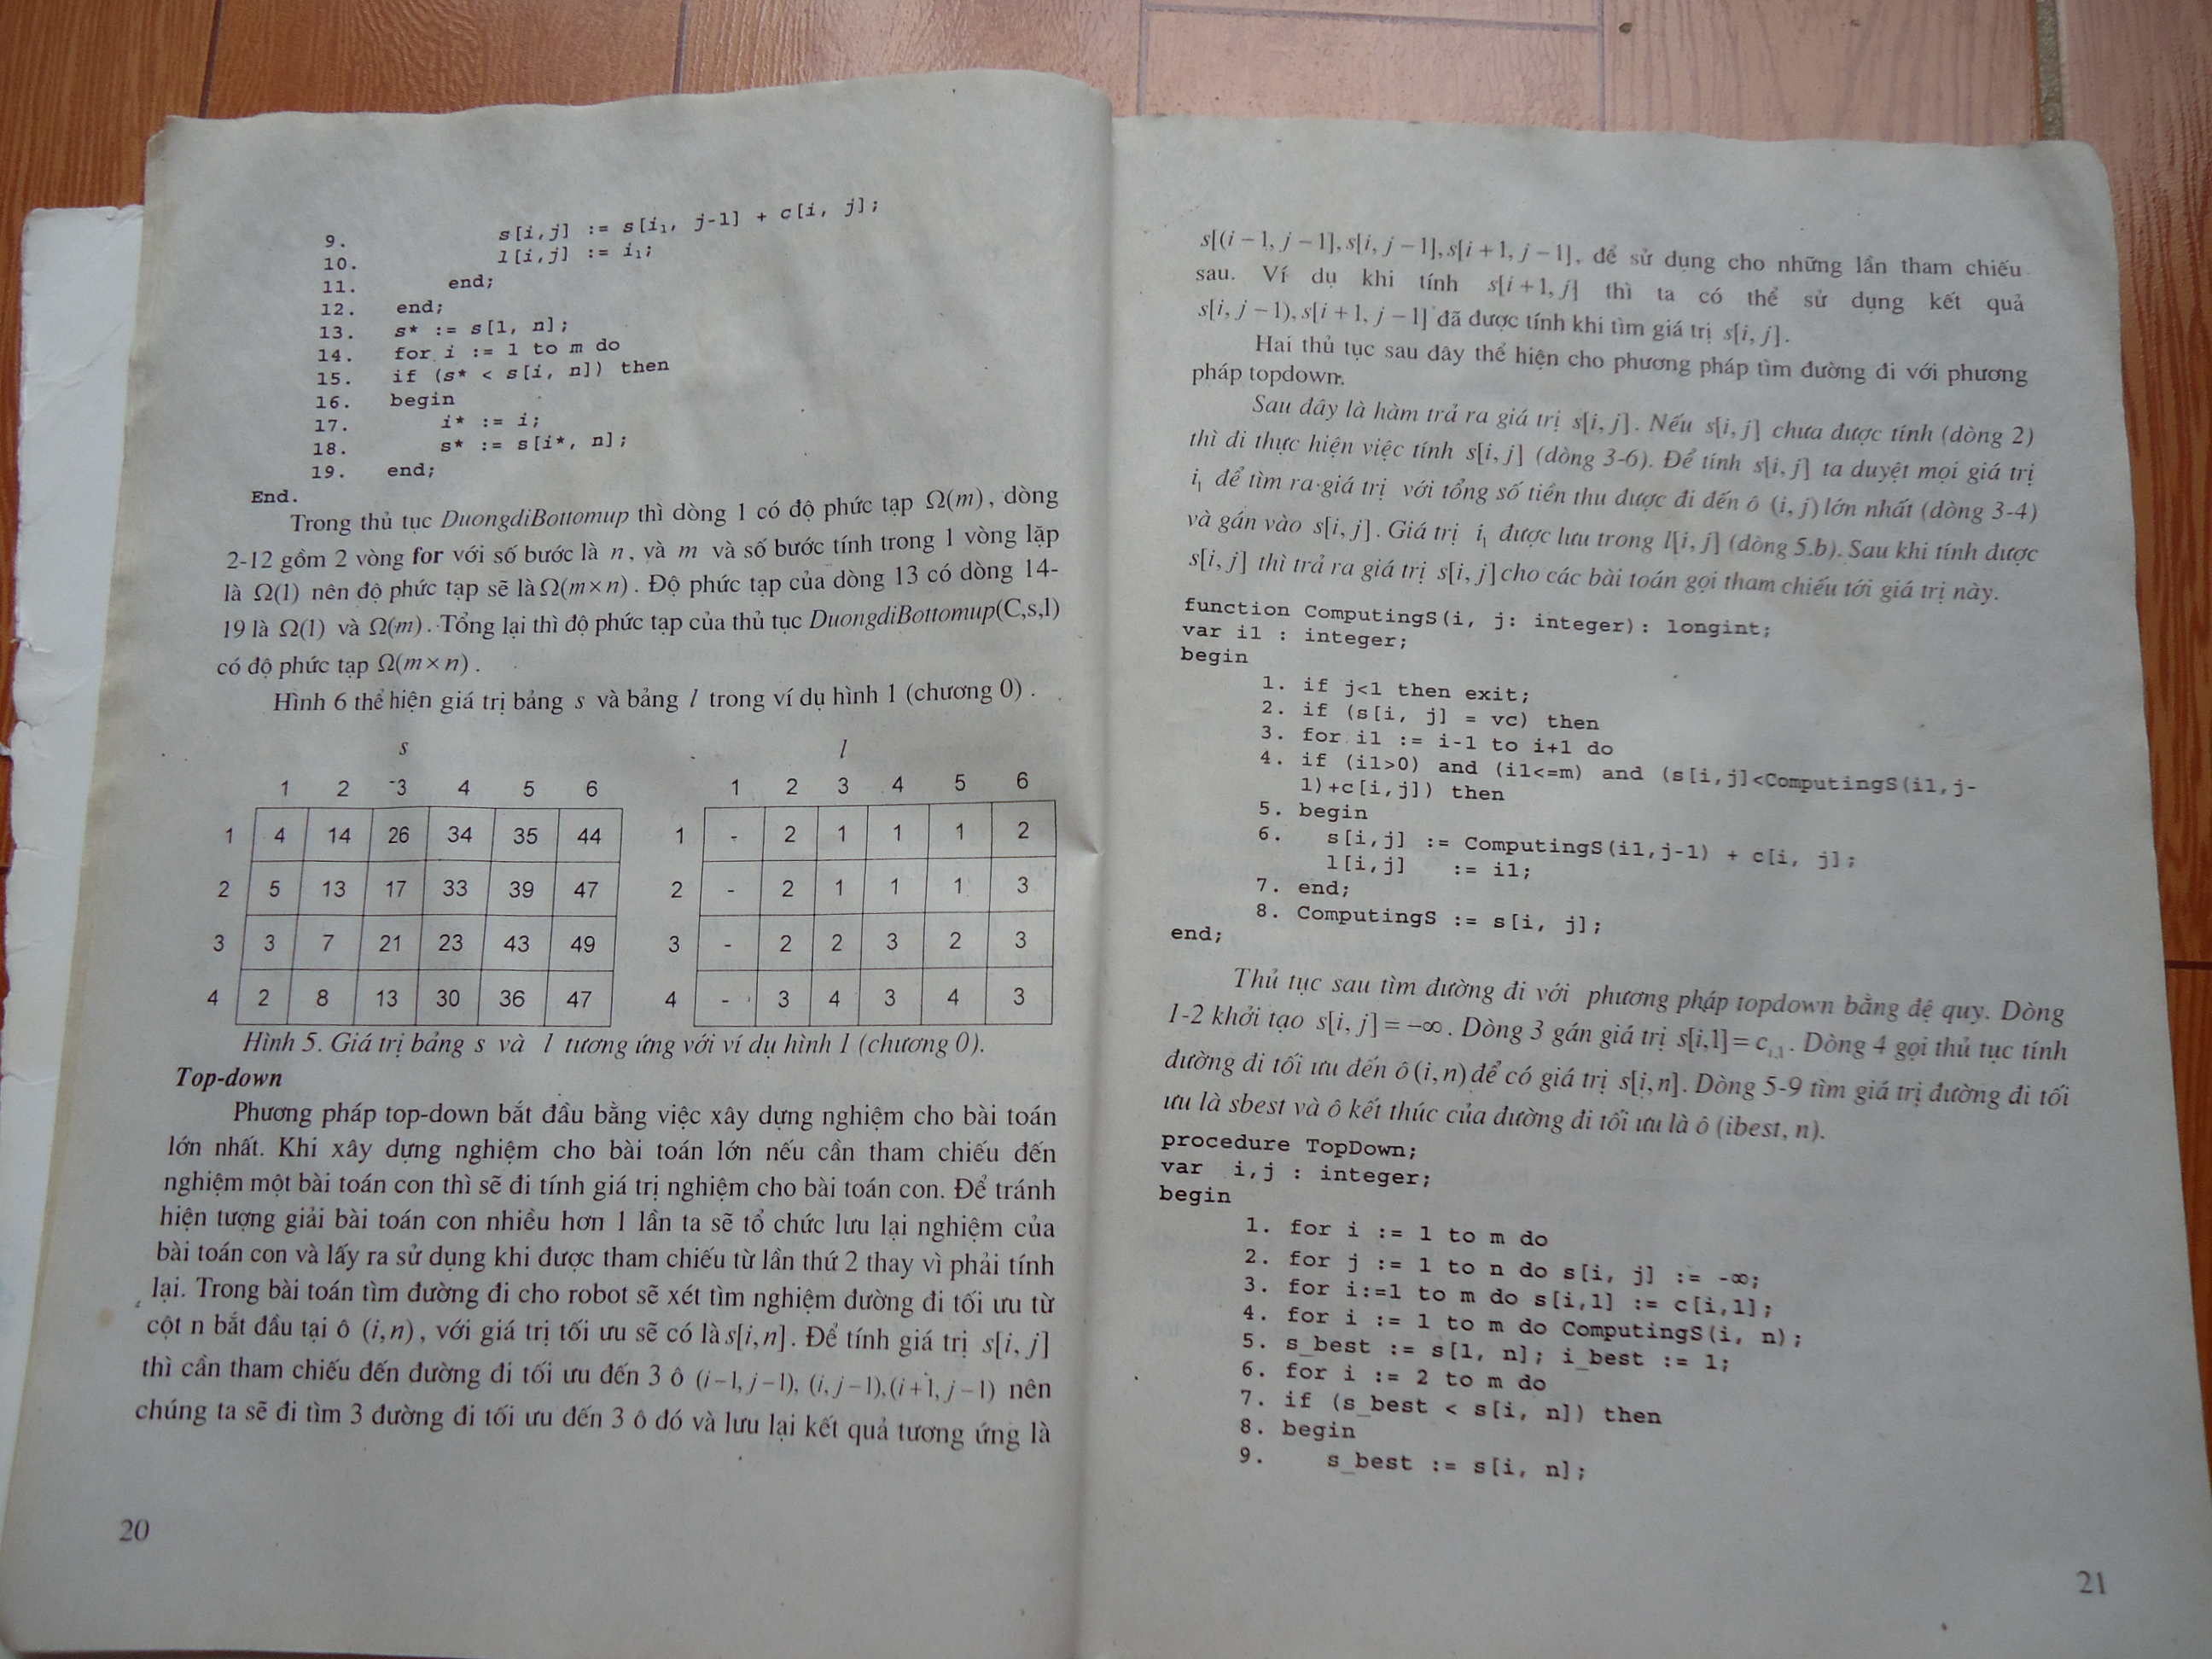 9. s[i,j] := s[i₁, j-1] + c[i, j];
10. l[i,j] := i₁;
11. end;
12. end;
13. s* := s[1, n];
14. for i := 1 to m do
15. if (s* < s[i, n]) then
16. begin
17. i* := i;
18. s* := s[i*, n];
19. end;
End.
Trong thủ tục DuongdiBottomup thì dòng 1 có độ phức tạp Ω(m), dòng
2-12 gồm 2 vòng for với số bước là n, và m và số bước tính trong 1 vòng lặp
là Ω(1) nên độ phức tạp sẽ là Ω(m×n). Độ phức tạp của dòng 13 có dòng 14-
19 là Ω(1) và Ω(m). Tổng lại thì độ phức tạp của thủ tục DuongdiBottomup(C,s,l)
có độ phức tạp Ω(m×n).
Hình 6 thể hiện giá trị bảng s và bảng l trong ví dụ hình 1 (chương 0).
s
1 2 3 4 5 6
1 4 14 26 34 35 44
2 5 13 17 33 39 47
3 3 7 21 23 43 49
4 2 8 13 30 36 47
l
1 2 3 4 5 6
1 - 2 1 1 1 2
2 - 2 1 1 1 3
3 - 2 2 3 2 3
4 - 3 4 3 4 3
Hình 5. Giá trị bảng s và l tương ứng với ví dụ hình 1 (chương 0).
Top-down
Phương pháp top-down bắt đầu bằng việc xây dựng nghiệm cho bài toán
lớn nhất. Khi xây dựng nghiệm cho bài toán lớn nếu cần tham chiếu đến
nghiệm một bài toán con thì sẽ đi tính giá trị nghiệm cho bài toán con. Để tránh
hiện tượng giải bài toán con nhiều hơn 1 lần ta sẽ tổ chức lưu lại nghiệm của
bài toán con và lấy ra sử dụng khi được tham chiếu từ lần thứ 2 thay vì phải tính
lại. Trong bài toán tìm đường đi cho robot sẽ xét tìm nghiệm đường đi tối ưu từ
cột n bắt đầu tại ô (i,n), với giá trị tối ưu sẽ có là s[i,n]. Để tính giá trị s[i, j]
thì cần tham chiếu đến đường đi tối ưu đến 3 ô (i−1, j−1), (i, j−1),(i+1, j−1) nên
chúng ta sẽ đi tìm 3 đường đi tối ưu đến 3 ô đó và lưu lại kết quả tương ứng là
20
s[(i−1, j−1], s[i, j−1], s[i+1, j−1], để sử dụng cho những lần tham chiếu
sau. Ví dụ khi tính s[i+1, j] thì ta có thể sử dụng kết quả
s[i, j−1), s[i+1, j−1] đã được tính khi tìm giá trị s[i, j].
Hai thủ tục sau đây thể hiện cho phương pháp tìm đường đi với phương
pháp topdown.
Sau đây là hàm trả ra giá trị s[i, j]. Nếu s[i, j] chưa được tính (dòng 2)
thì đi thực hiện việc tính s[i, j] (dòng 3-6). Để tính s[i, j] ta duyệt mọi giá trị
i₁ để tìm ra giá trị với tổng số tiền thu được đi đến ô (i, j) lớn nhất (dòng 3-4)
và gán vào s[i, j]. Giá trị i₁ được lưu trong l[i, j] (dòng 5.b). Sau khi tính được
s[i, j] thì trả ra giá trị s[i, j] cho các bài toán gọi tham chiếu tới giá trị này.
function ComputingS(i, j: integer): longint;
var i1 : integer;
begin
1. if j<1 then exit;
2. if (s[i, j] = vc) then
3. for i1 := i-1 to i+1 do
4. if (i1>0) and (i1<=m) and (s[i,j]<ComputingS(i1,j-
1)+c[i,j]) then
5. begin
6. s[i,j] := ComputingS(i1,j-1) + c[i, j];
l[i,j] := i1;
7. end;
8. ComputingS := s[i, j];
end;
Thủ tục sau tìm đường đi với phương pháp topdown bằng đệ quy. Dòng
1-2 khởi tạo s[i, j] = −∞. Dòng 3 gán giá trị s[i,1] = cᵢ,₁. Dòng 4 gọi thủ tục tính
đường đi tối ưu đến ô (i, n) để có giá trị s[i, n]. Dòng 5-9 tìm giá trị đường đi tối
ưu là sbest và ô kết thúc của đường đi tối ưu là ô (ibest, n).
procedure TopDown;
var i,j : integer;
begin
1. for i := 1 to m do
2. for j := 1 to n do s[i, j] := -∞;
3. for i:=1 to m do s[i,1] := c[i,1];
4. for i := 1 to m do ComputingS(i, n);
5. s_best := s[1, n]; i_best := 1;
6. for i := 2 to m do
7. if (s_best < s[i, n]) then
8. begin
9. s_best := s[i, n];
21